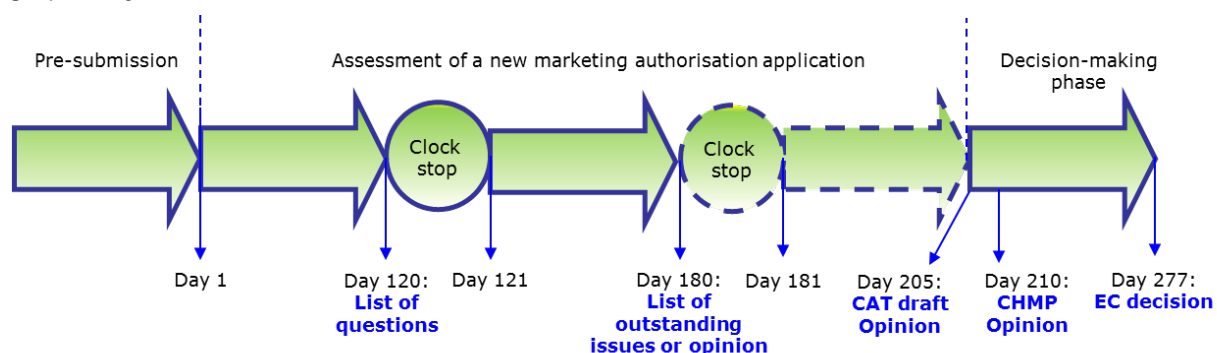 Pre-submission
Assessment of a new marketing authorisation application
Decision-making
phase
Clock
stop
Clock
stop
Day 1
Day 120:
List of
questions
Day 121
Day 180:
List of
outstanding
issues or opinion
Day 181
Day 205:
CAT draft
Opinion
Day 210:
CHMP
Opinion
Day 277:
EC decision